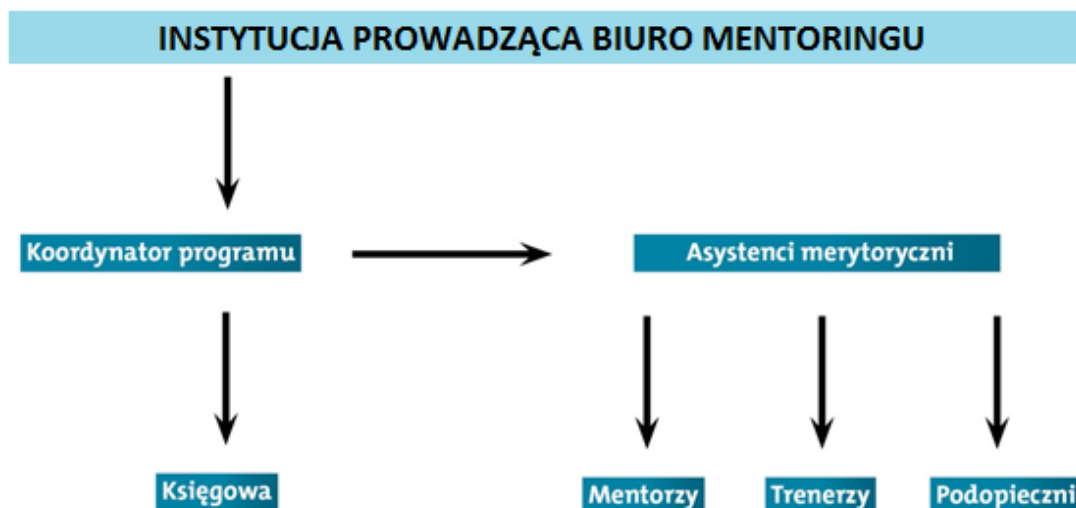 INSTYTUCJA PROWADZĄCA BIURO MENTORINGU
Koordynator programu
Asystenci merytoryczni
Księgowa
Mentorzy
Trenerzy
Podopieczni